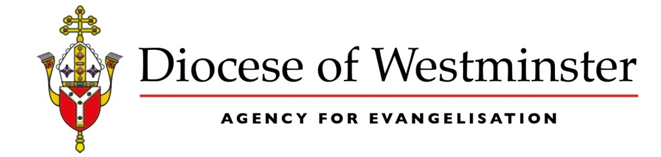 Diocese of Westminster
AGENCY FOR EVANGELISATION